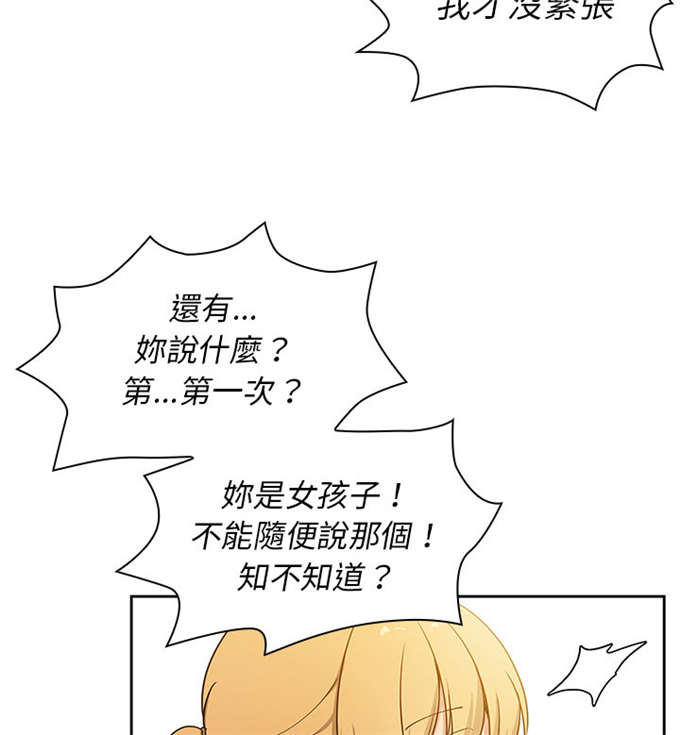 我才沒緊張
還有...
妳說什麼？
第...第一次？
妳是女孩子！
不能隨便說那個！
知不知道？